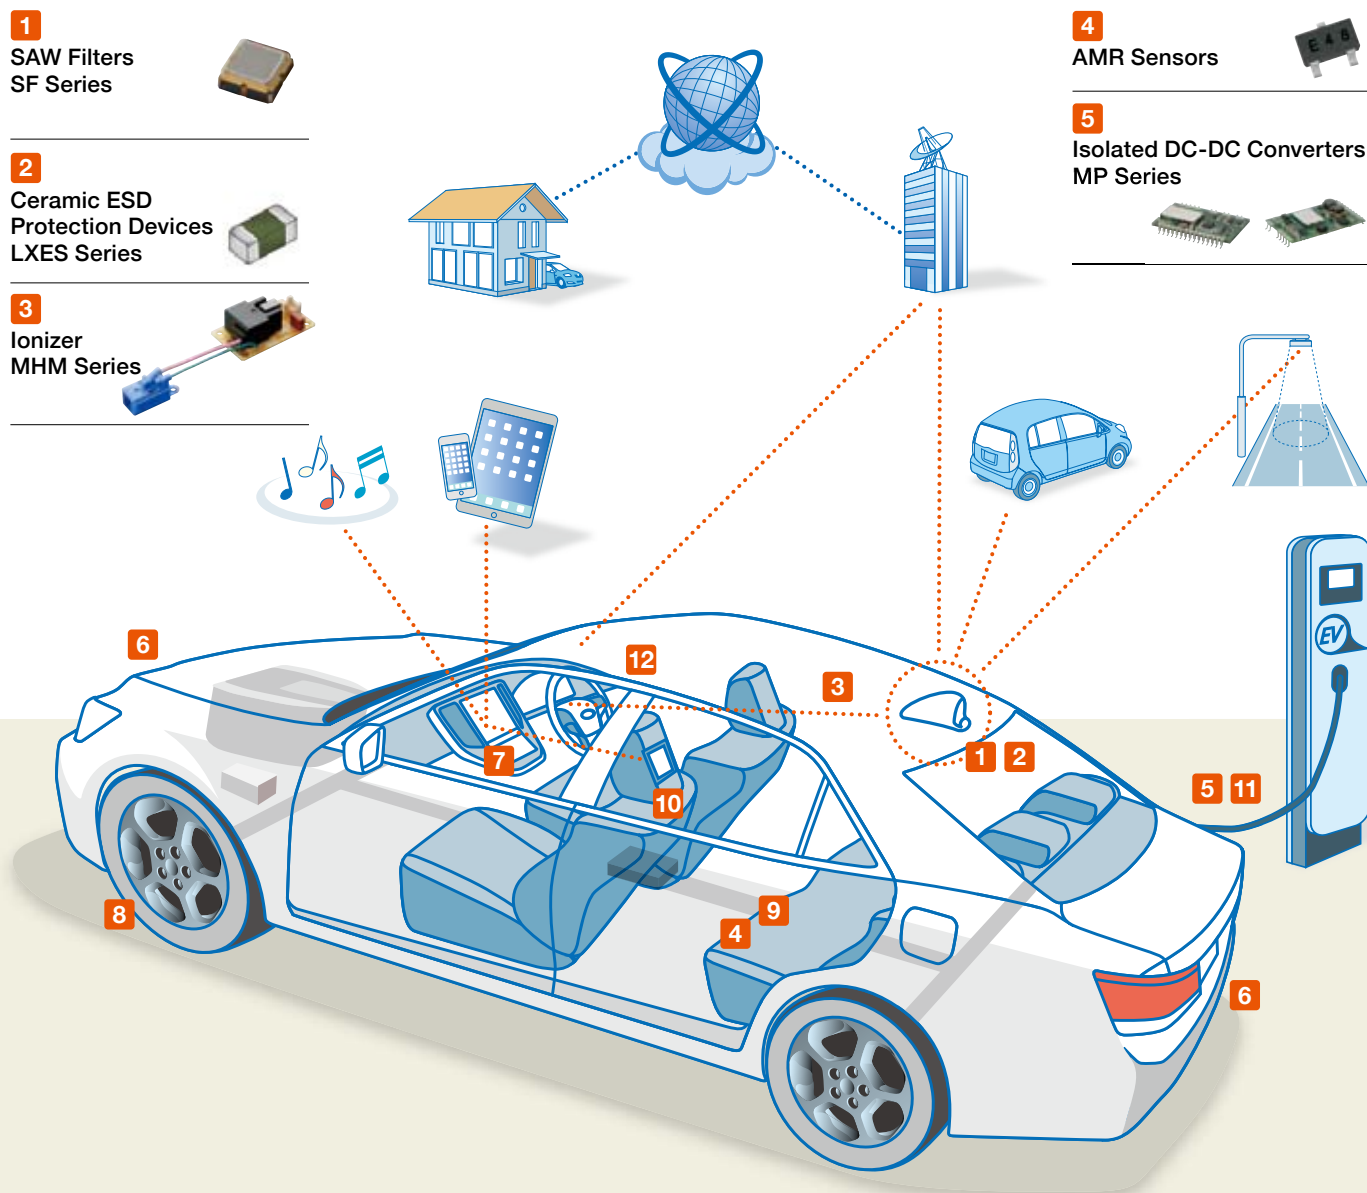 1
SAW Filters
SF Series
2
Ceramic ESD
Protection Devices
LXES Series
3
Ionizer
MHM Series
4
AMR Sensors
E 4 8
5
Isolated DC-DC Converters
MP Series
6
12
3
7
10
1 2
5 11
EV
8
9
4
6